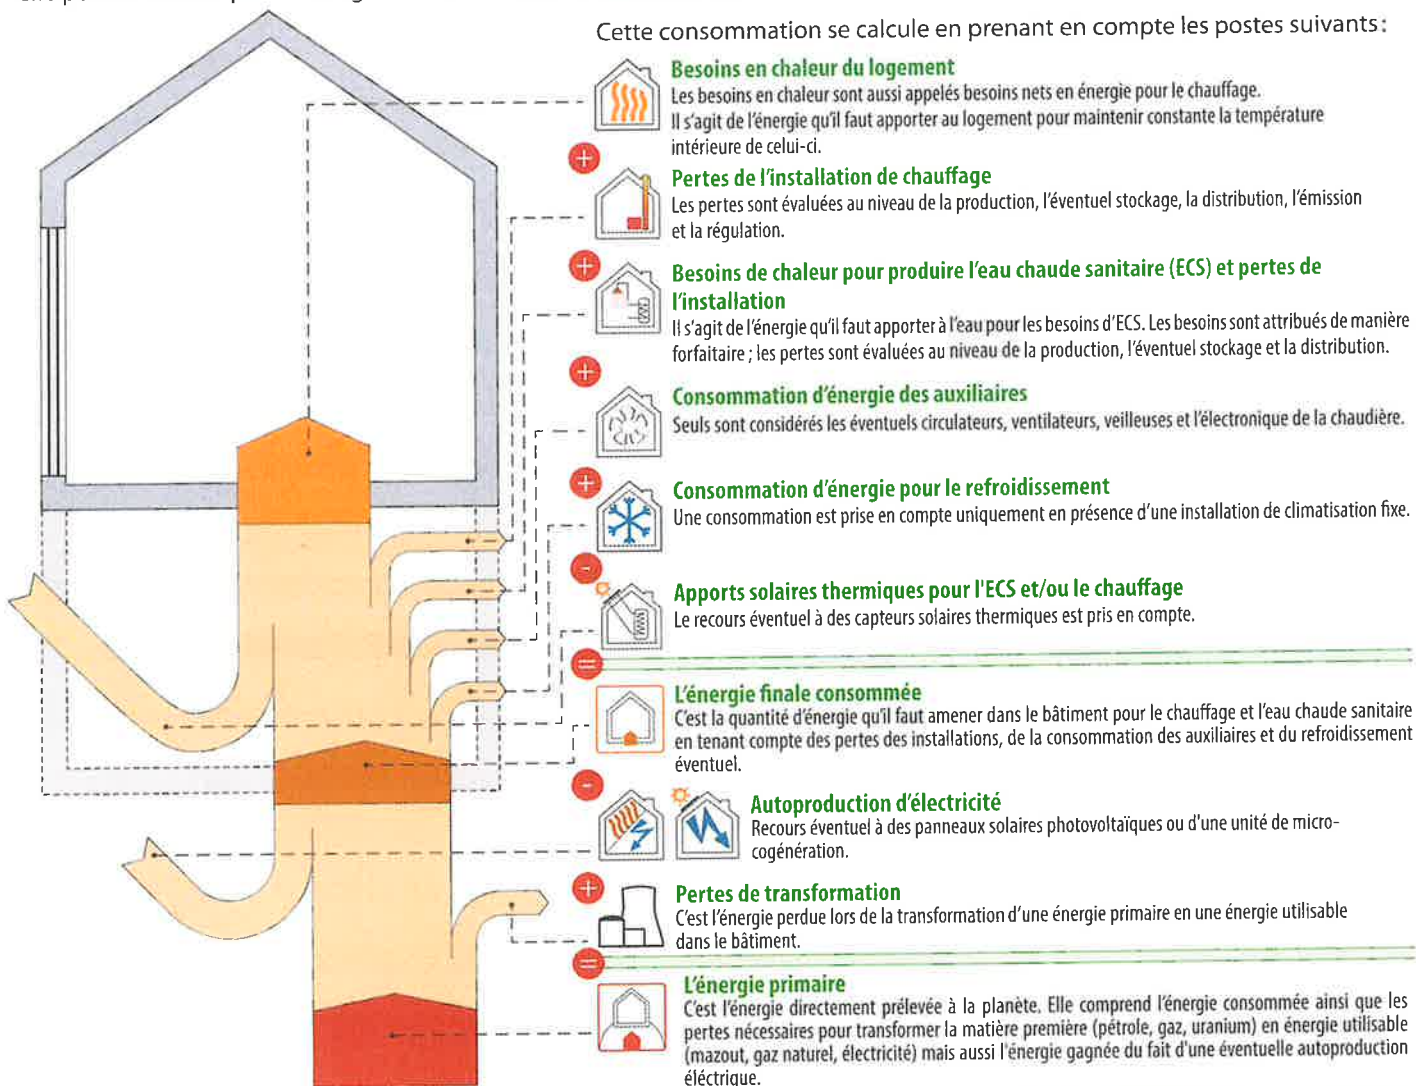 Cette consommation se calcule en prenant en compte les postes suivants :
Besoins en chaleur du logement
Les besoins en chaleur sont aussi appelés besoins nets en énergie pour le chauffage.
Il s'agit de l'énergie qu'il faut apporter au logement pour maintenir constante la température
intérieure de celui-ci.
+
Pertes de l'installation de chauffage
Les pertes sont évaluées au niveau de la production, l'éventuel stockage, la distribution, l'émission
et la régulation.
+
Besoins de chaleur pour produire l'eau chaude sanitaire (ECS) et pertes de
l'installation
Il s'agit de l'énergie qu'il faut apporter à l'eau pour les besoins d'ECS. Les besoins sont attribués de manière
forfaitaire ; les pertes sont évaluées au niveau de la production, l'éventuel stockage et la distribution.
+
Consommation d'énergie des auxiliaires
Seuls sont considérés les éventuels circulateurs, ventilateurs, veilleuses et l'électronique de la chaudière.
+
Consommation d'énergie pour le refroidissement
Une consommation est prise en compte uniquement en présence d'une installation de climatisation fixe.
-
Apports solaires thermiques pour l'ECS et/ou le chauffage
Le recours éventuel à des capteurs solaires thermiques est pris en compte.
=
L'énergie finale consommée
C'est la quantité d'énergie qu'il faut amener dans le bâtiment pour le chauffage et l'eau chaude sanitaire
en tenant compte des pertes des installations, de la consommation des auxiliaires et du refroidissement
éventuel.
-
Autoproduction d'électricité
Recours éventuel à des panneaux solaires photovoltaïques ou d'une unité de micro-
cogénération.
+
Pertes de transformation
C'est l'énergie perdue lors de la transformation d'une énergie primaire en une énergie utilisable
dans le bâtiment.
=
L'énergie primaire
C'est l'énergie directement prélevée à la planète. Elle comprend l'énergie consommée ainsi que les
pertes nécessaires pour transformer la matière première (pétrole, gaz, uranium) en énergie utilisable
(mazout, gaz naturel, électricité) mais aussi l'énergie gagnée du fait d'une éventuelle autoproduction
éléctrique.